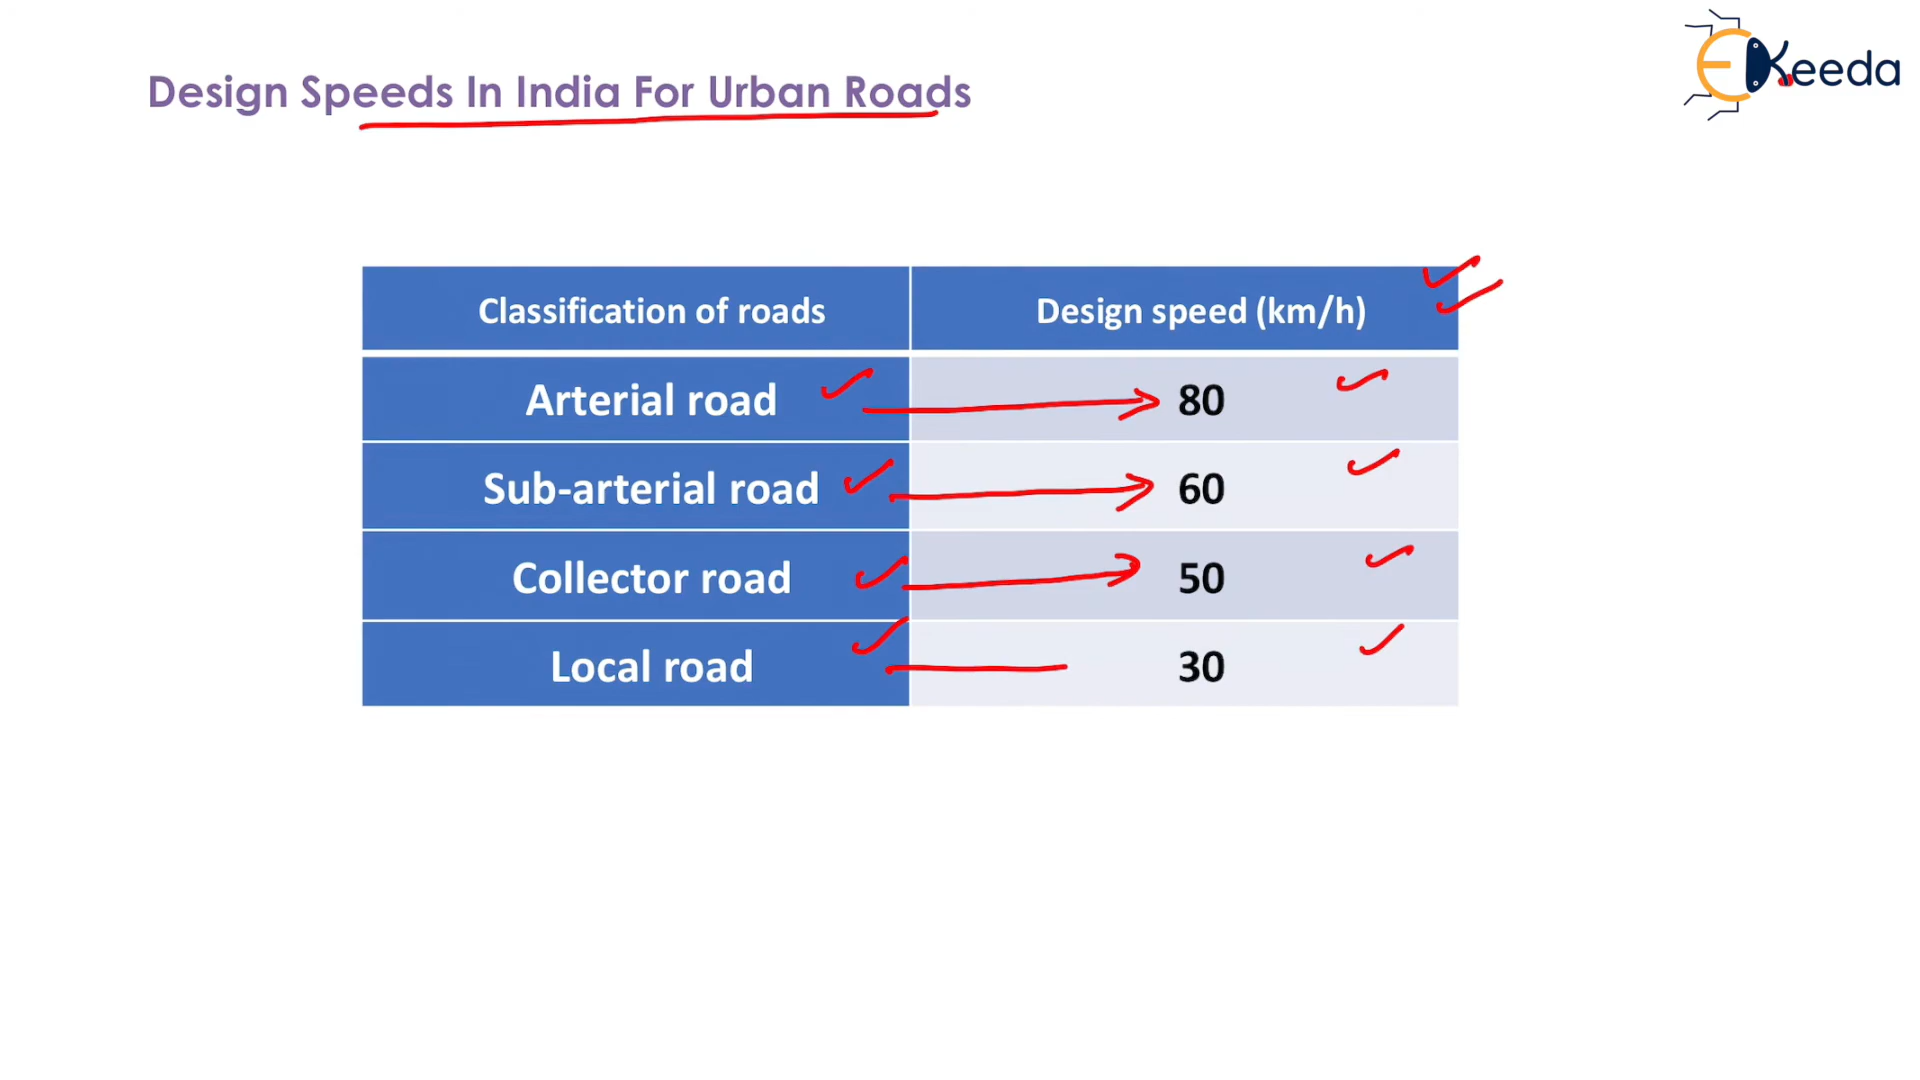 Design Speeds In India For Urban Roads
EKeeda
Classification of roads Design speed (km/h)
Arterial road 80
Sub-arterial road 60
Collector road 50
Local road 30